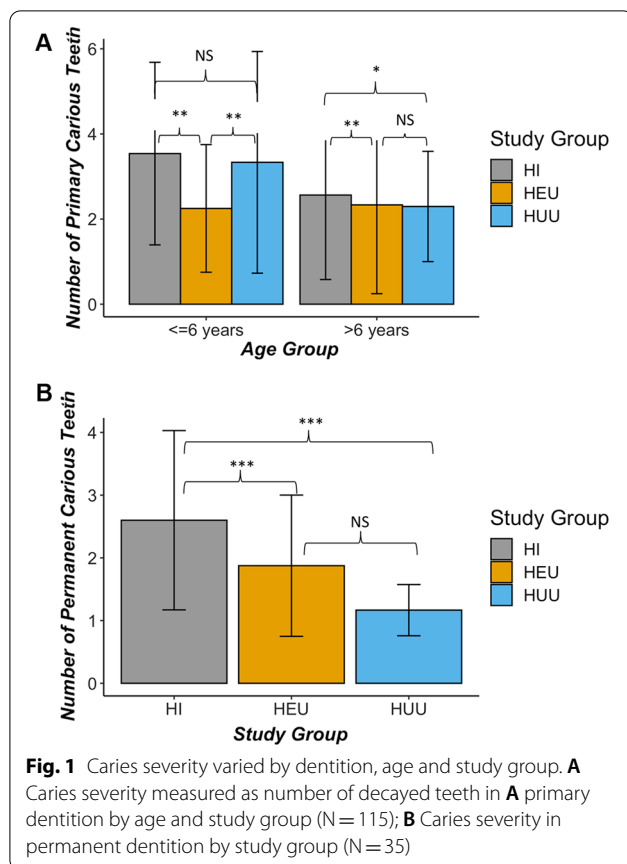 A
Number of Primary Carious Teeth
6
4
2
0
NS
**
**
*
**
NS
<=6 years
>6 years
Age Group
Study Group
HI
HEU
HUU
B
Number of Permanent Carious Teeth
4
3
2
1
0
***
***
NS
HI
HEU
HUU
Study Group
Study Group
HI
HEU
HUU
Fig. 1 Caries severity varied by dentition, age and study group. A
Caries severity measured as number of decayed teeth in A primary
dentition by age and study group (N = 115); B Caries severity in
permanent dentition by study group (N = 35)